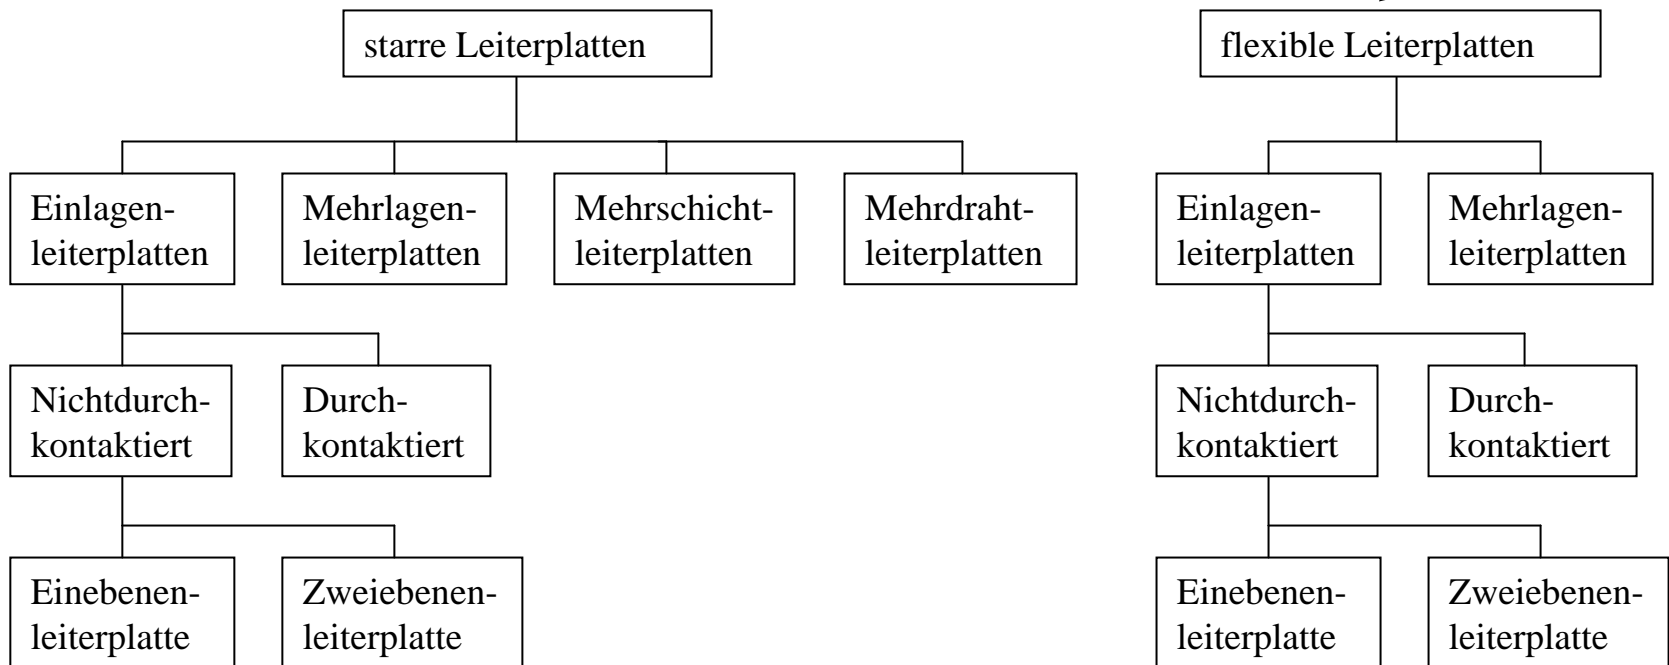 starre Leiterplatten
flexible Leiterplatten
Einlagen-
leiterplatten
Mehrlagen-
leiterplatten
Mehrschicht-
leiterplatten
Mehrdraht-
leiterplatten
Einlagen-
leiterplatten
Mehrlagen-
leiterplatten
Nichtdurch-
kontaktiert
Durch-
kontaktiert
Nichtdurch-
kontaktiert
Durch-
kontaktiert
Einebenen-
leiterplatte
Zweiebenen-
leiterplatte
Einebenen-
leiterplatte
Zweiebenen-
leiterplatte